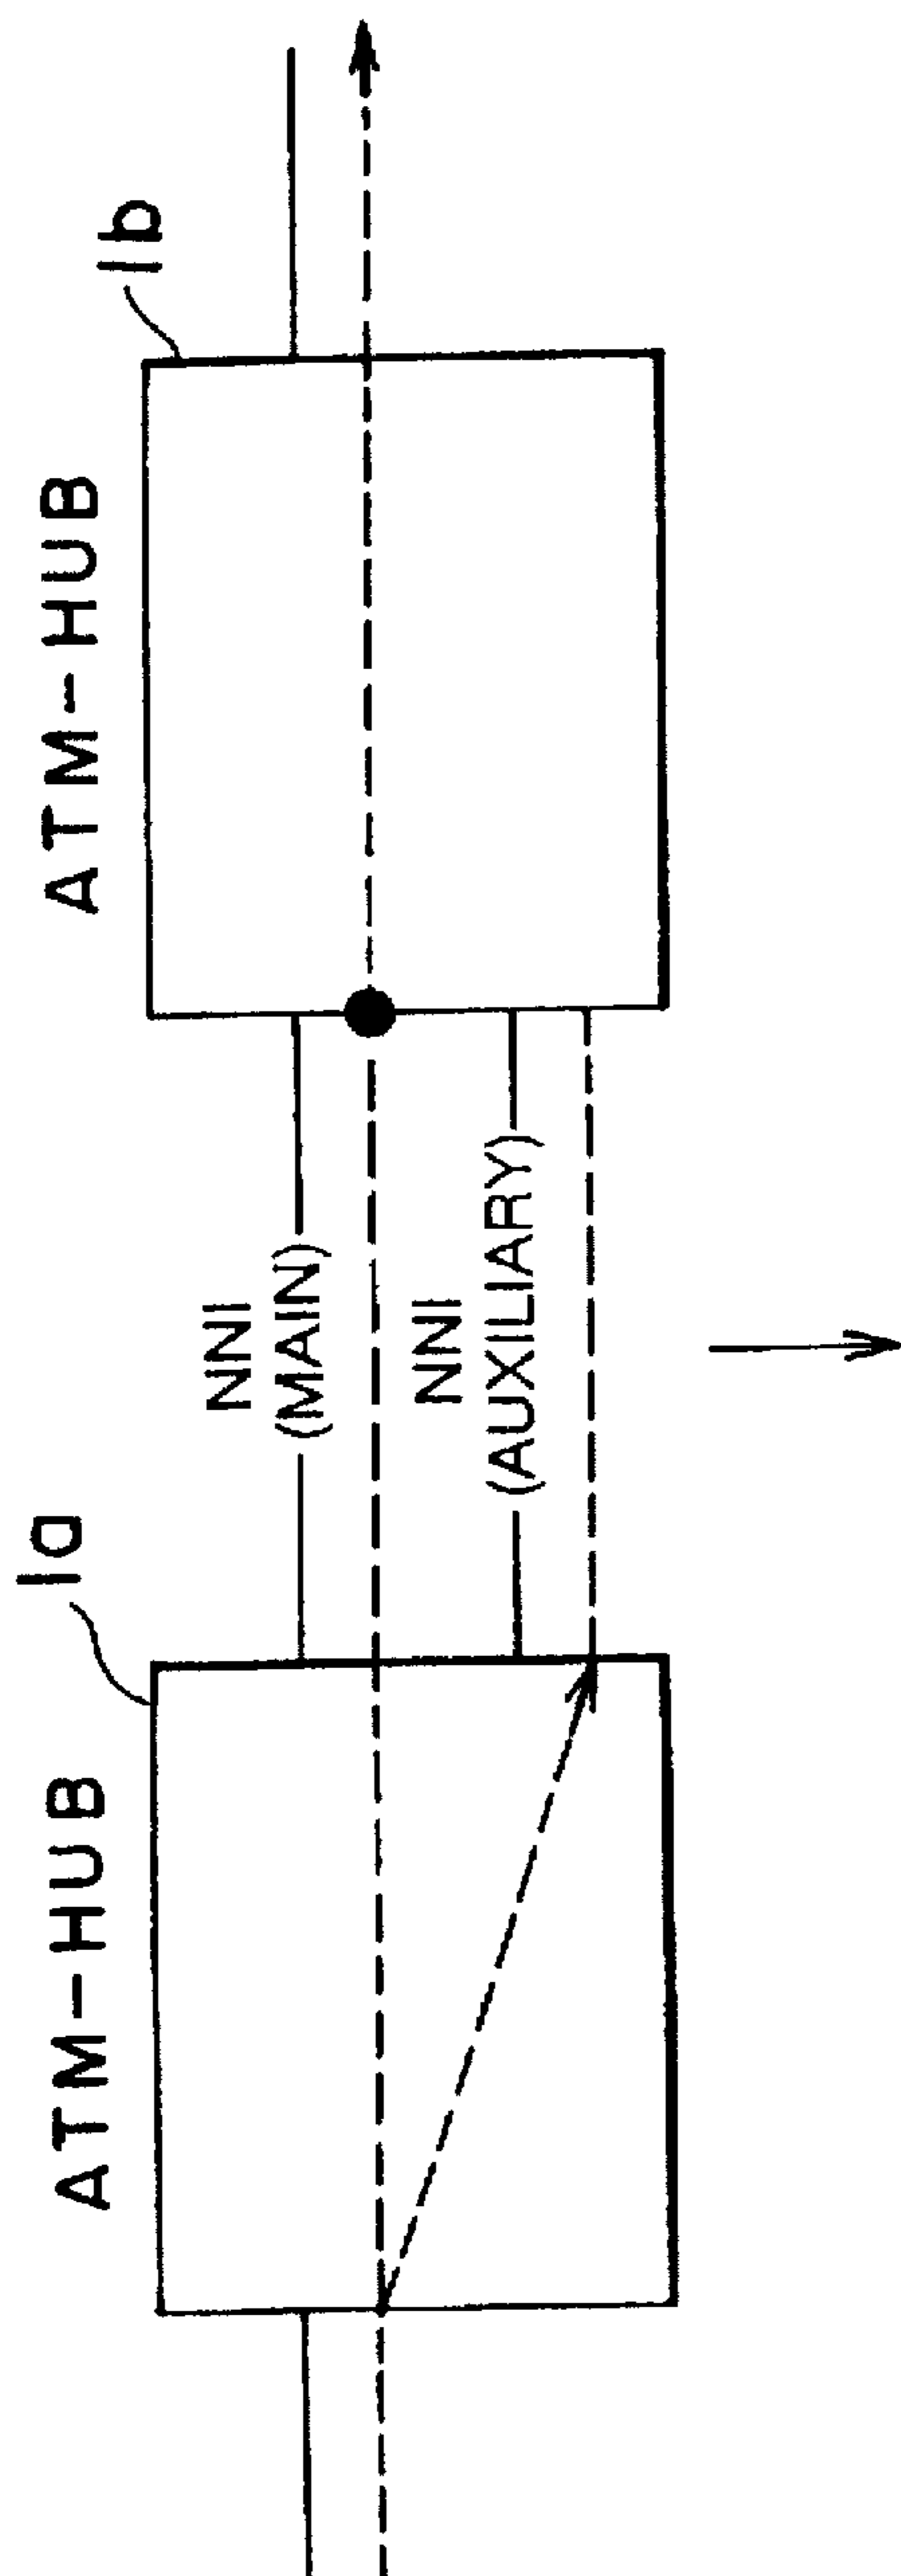 ATM-HUB
1a
NNI
(MAIN)
NNI
(AUXILIARY)
ATM-HUB
1b